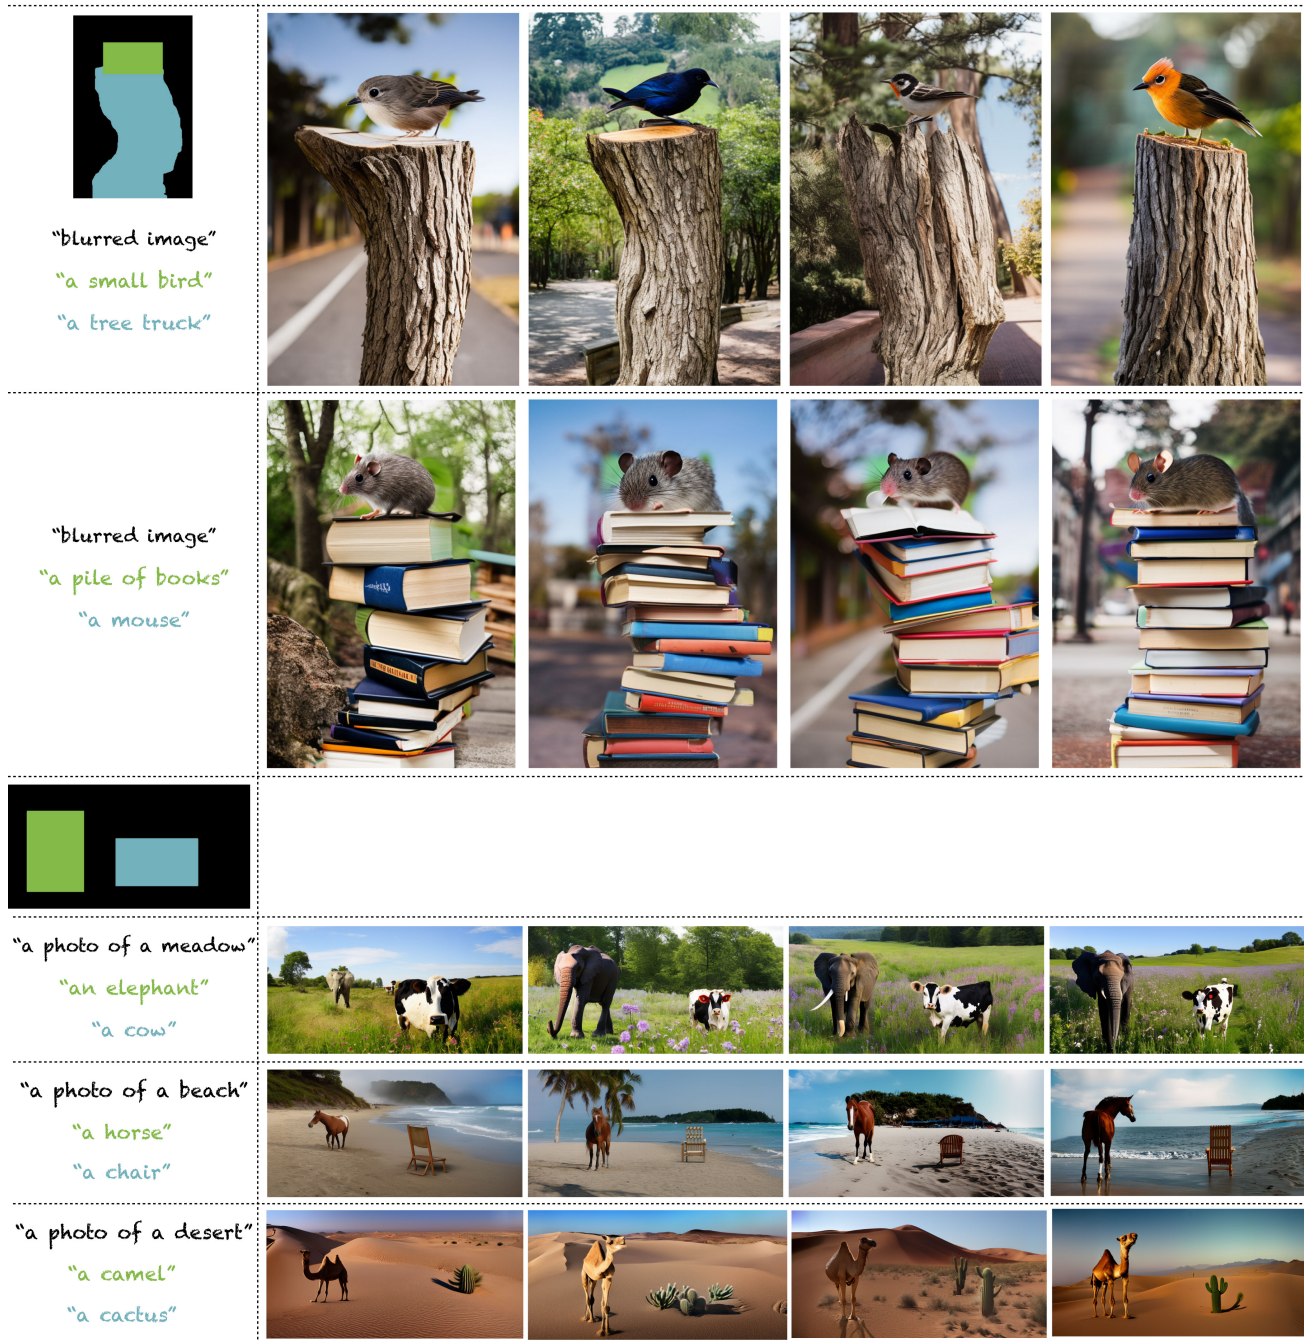 “blurred image”
“a small bird”
“a tree truck”
“blurred image”
“a pile of books”
“a mouse”
“a photo of a meadow”
“an elephant”
“a cow”
“a photo of a beach”
“a horse”
“a chair”
“a photo of a desert”
“a camel”
“a cactus”